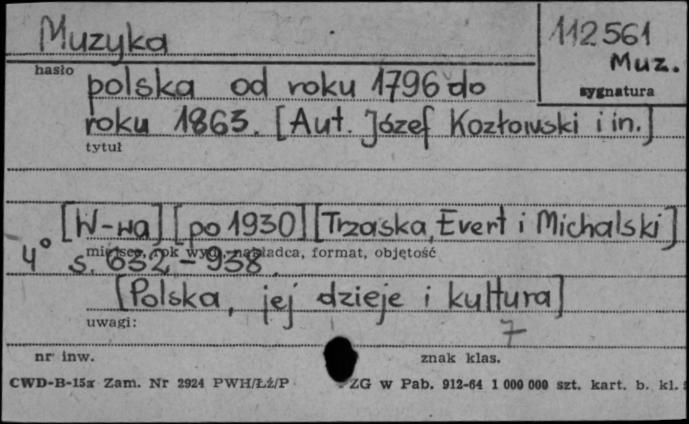 Muzyka
112561
Muz.
hasło
sygnatura
polska od roku 1796 do
roku 1863. [Aut. Józef Kozłowski i in.]
tytuł
[W-wa] [po 1930] [Trzaska, Evert i Michalski]
miejsce, rok wyd., nakładca, format, objętość
4° s. 632-938
[Polska, jej dzieje i kultura]
uwagi:
7
nr inw.
znak klas.
CWD-B-15x Zam. Nr 2924 PWH/ŁŹ/P ZG w Pab. 912-64 1 000 000 szt. kart. b. kl.